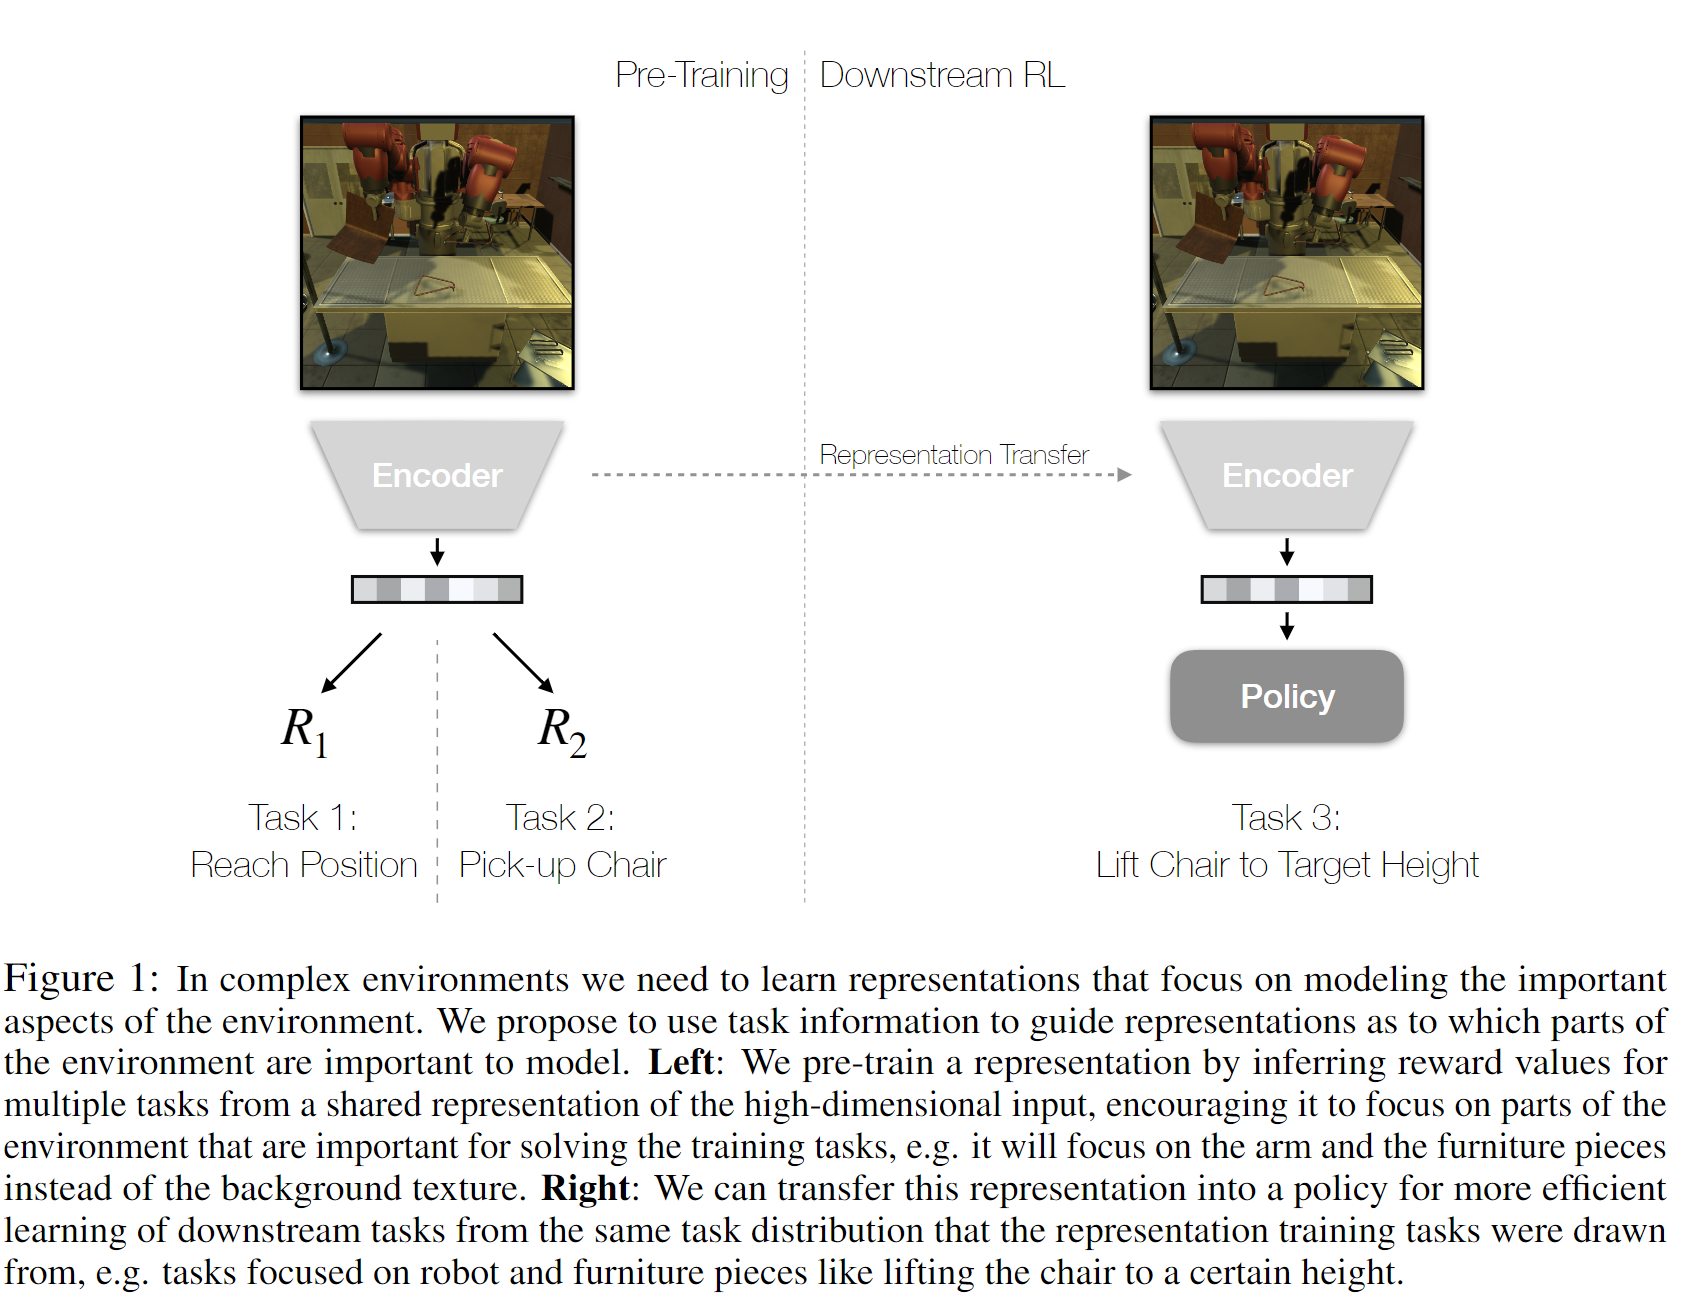 Pre-Training
Downstream RL
Encoder
Representation Transfer
Encoder
Policy
R1
R2
Task 1:
Reach Position
Task 2:
Pick-up Chair
Task 3:
Lift Chair to Target Height
Figure 1: In complex environments we need to learn representations that focus on modeling the important
aspects of the environment. We propose to use task information to guide representations as to which parts of
the environment are important to model. Left: We pre-train a representation by inferring reward values for
multiple tasks from a shared representation of the high-dimensional input, encouraging it to focus on parts of the
environment that are important for solving the training tasks, e.g. it will focus on the arm and the furniture pieces
instead of the background texture. Right: We can transfer this representation into a policy for more efficient
learning of downstream tasks from the same task distribution that the representation training tasks were drawn
from, e.g. tasks focused on robot and furniture pieces like lifting the chair to a certain height.